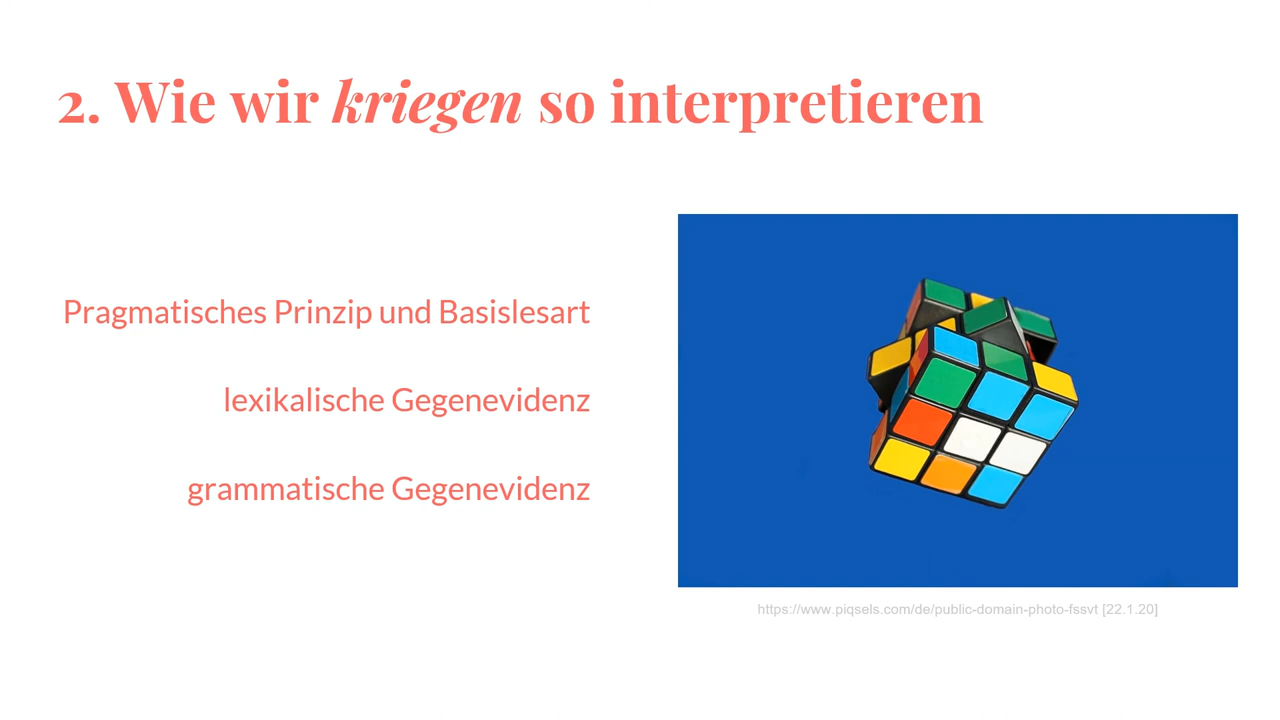 2. Wie wir kriegen so interpretieren
Pragmatisches Prinzip und Basislesart
lexikalische Gegenevidenz
grammatische Gegenevidenz
https://www.piqsels.com/de/public-domain-photo-fssvt [22.1.20]